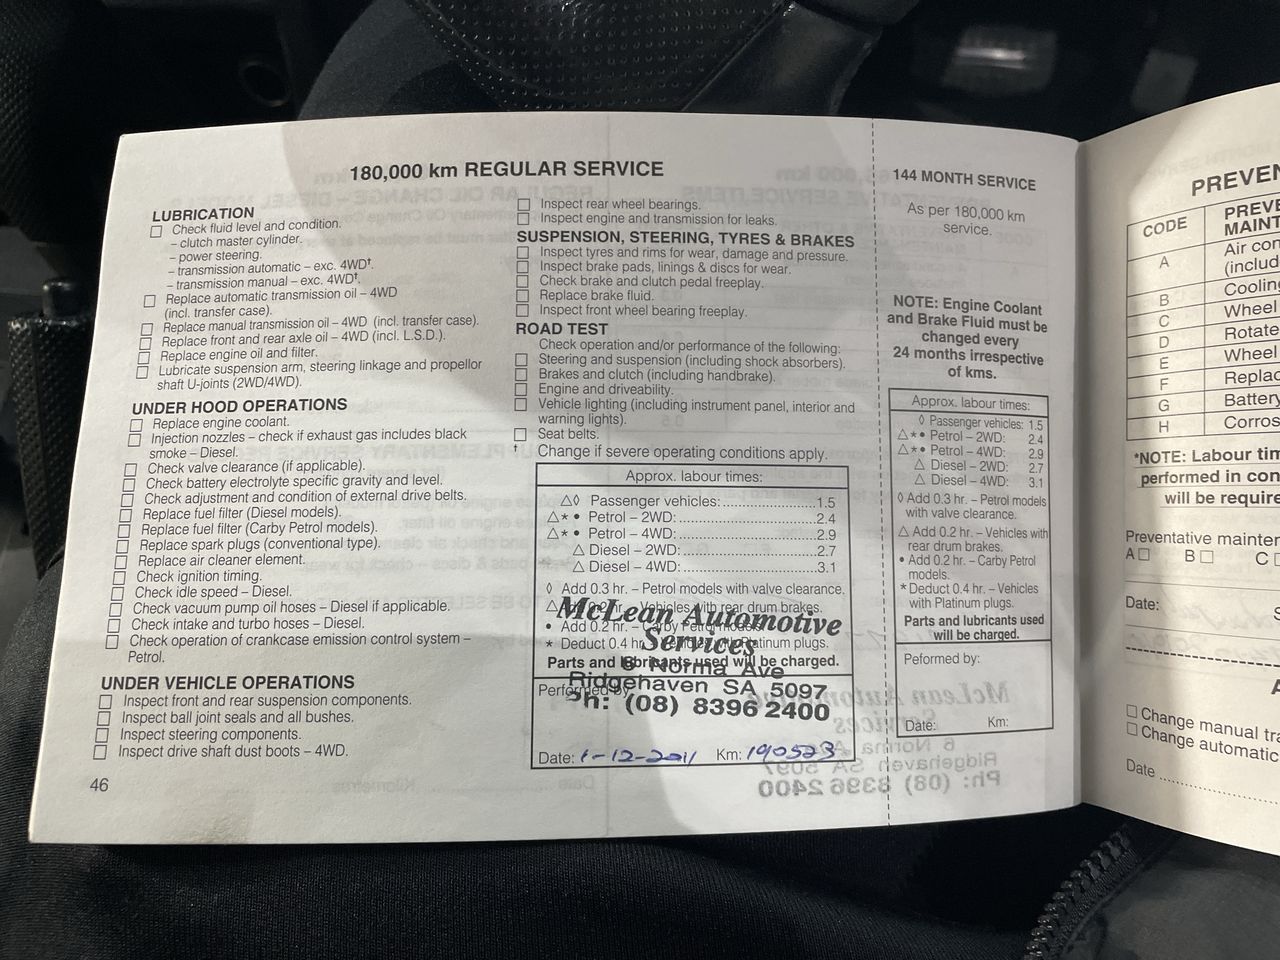 180,000 km REGULAR SERVICE
LUBRICATION
Check fluid level and condition.
– clutch master cylinder.
– power steering.
– transmission automatic – exc. 4WD†.
– transmission manual – exc. 4WD†.
Replace automatic transmission oil – 4WD
(incl. transfer case).
Replace manual transmission oil – 4WD (incl. transfer case).
Replace front and rear axle oil – 4WD (incl. L.S.D.).
Replace engine oil and filter.
Lubricate suspension arm, steering linkage and propellor
shaft U-joints (2WD/4WD).
UNDER HOOD OPERATIONS
Replace engine coolant.
Injection nozzles – check if exhaust gas includes black
smoke – Diesel.
Check valve clearance (if applicable).
Check battery electrolyte specific gravity and level.
Check adjustment and condition of external drive belts.
Replace fuel filter (Diesel models).
Replace fuel filter (Carby Petrol models).
Replace spark plugs (conventional type).
Replace air cleaner element.
Check ignition timing.
Check idle speed – Diesel.
Check vacuum pump oil hoses – Diesel if applicable.
Check intake and turbo hoses – Diesel.
Check operation of crankcase emission control system –
Petrol.
UNDER VEHICLE OPERATIONS
Inspect front and rear suspension components.
Inspect ball joint seals and all bushes.
Inspect steering components.
Inspect drive shaft dust boots – 4WD.
46
Inspect rear wheel bearings.
Inspect engine and transmission for leaks.
SUSPENSION, STEERING, TYRES & BRAKES
Inspect tyres and rims for wear, damage and pressure.
Inspect brake pads, linings & discs for wear.
Check brake and clutch pedal freeplay.
Replace brake fluid.
Inspect front wheel bearing freeplay.
ROAD TEST
Check operation and/or performance of the following:
Steering and suspension (including shock absorbers).
Brakes and clutch (including handbrake).
Engine and driveability.
Vehicle lighting (including instrument panel, interior and
warning lights).
Seat belts.
† Change if severe operating conditions apply.
Approx. labour times:
△◊ Passenger vehicles:..............................1.5
△*• Petrol – 2WD:..............................2.4
△*• Petrol – 4WD:..............................2.9
△ Diesel – 2WD:..............................2.7
△ Diesel – 4WD:..............................3.1
◊ Add 0.3 hr. – Petrol models with valve clearance.
△ Add 0.2 hr. – Vehicles with rear drum brakes.
• Add 0.2 hr. – Carby Petrol models.
* Deduct 0.4 hr. – Vehicles with Platinum plugs.
Parts and lubricants used will be charged.
McLean Automotive
Services
6 Norma Ave
Ridgehaven SA 5097
Ph: (08) 8396 2400
Performed by:
Date: 1-12-2011 Km: 190523
144 MONTH SERVICE
As per 180,000 km
service.
NOTE: Engine Coolant
and Brake Fluid must be
changed every
24 months irrespective
of kms.
Approx. labour times:
◊ Passenger vehicles: 1.5
△*• Petrol – 2WD: 2.4
△*• Petrol – 4WD: 2.9
△ Diesel – 2WD: 2.7
△ Diesel – 4WD: 3.1
◊ Add 0.3 hr. – Petrol models
with valve clearance.
△ Add 0.2 hr. – Vehicles with
rear drum brakes.
• Add 0.2 hr. – Carby Petrol
models.
* Deduct 0.4 hr. – Vehicles
with Platinum plugs.
Parts and lubricants used
will be charged.
Peformed by:
Date: Km:
PREVEN
CODE PREVE
MAINT
A Air con
(includ
B Cooling
C Wheel
D Rotate
E Wheel
F Replac
G Battery
H Corros
*NOTE: Labour tim
performed in con
will be require
Preventative mainten
A B C
Date:
Change manual tra
Change automatic
Date